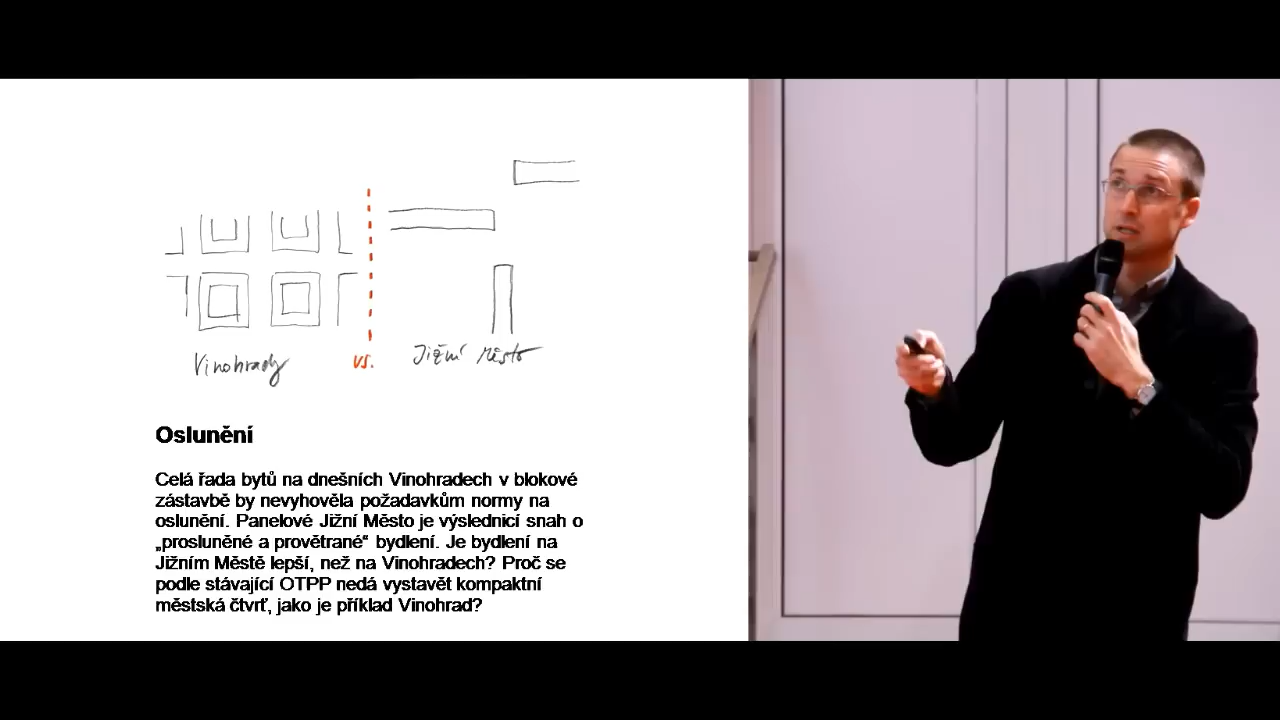 Vinohrady vs. Jižní Město
Oslunění
Celá řada bytů na dnešních Vinohradech v blokové
zástavbě by nevyhověla požadavkům normy na
oslunění. Panelové Jižní Město je výslednicí snah o
„prosluněné a provětrané“ bydlení. Je bydlení na
Jižním Městě lepší, než na Vinohradech? Proč se
podle stávající OTPP nedá vystavět kompaktní
městská čtvrť, jako je příklad Vinohrad?